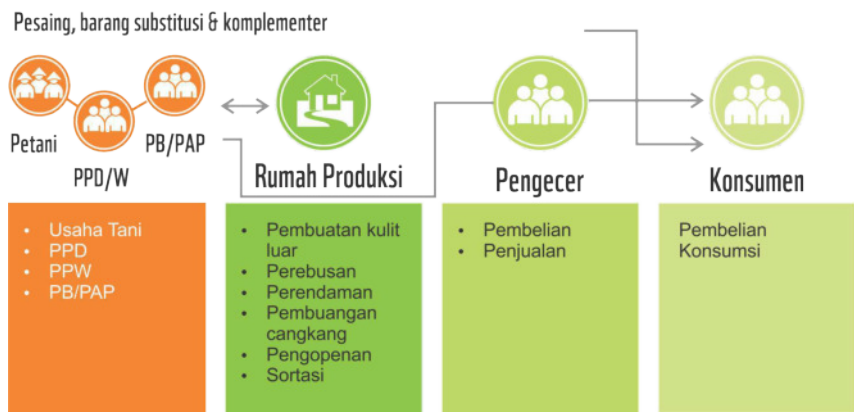 Pesaing, barang substitusi & komplementer
Petani
PB/PAP
PPD/W
Rumah Produksi
Pengecer
Konsumen
• Usaha Tani
• PPD
• PPW
• PB/PAP
• Pembuatan kulit
luar
• Perebusan
• Perendaman
• Pembuangan
cangkang
• Pengopenan
• Sortasi
• Pembelian
• Penjualan
Pembelian
Konsumsi